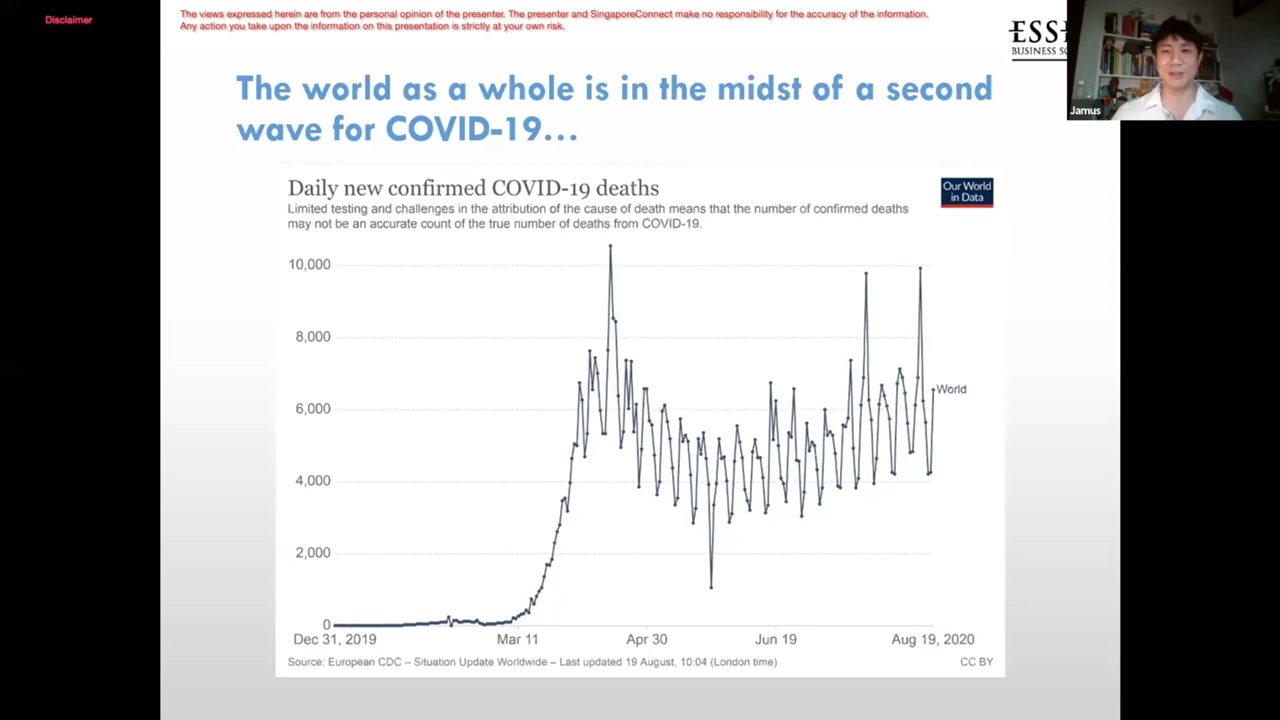 Disclaimer
The views expressed herein are from the personal opinion of the presenter. The presenter and SingaporeConnect make no responsibility for the accuracy of the information.
Any action you take upon the information on this presentation is strictly at your own risk.
BUSINESS
Jamus
The world as a whole is in the midst of a second
wave for COVID-19...
Daily new confirmed COVID-19 deaths
Our World
in Data
Limited testing and challenges in the attribution of the cause of death means that the number of confirmed deaths
may not be an accurate count of the true number of deaths from COVID-19.
10,000
8,000
6,000
4,000
2,000
0
World
Dec 31, 2019
Mar 11
Apr 30
Jun 19
Aug 19, 2020
Source: European CDC – Situation Update Worldwide – Last updated 19 August, 10:04 (London time)
CC BY